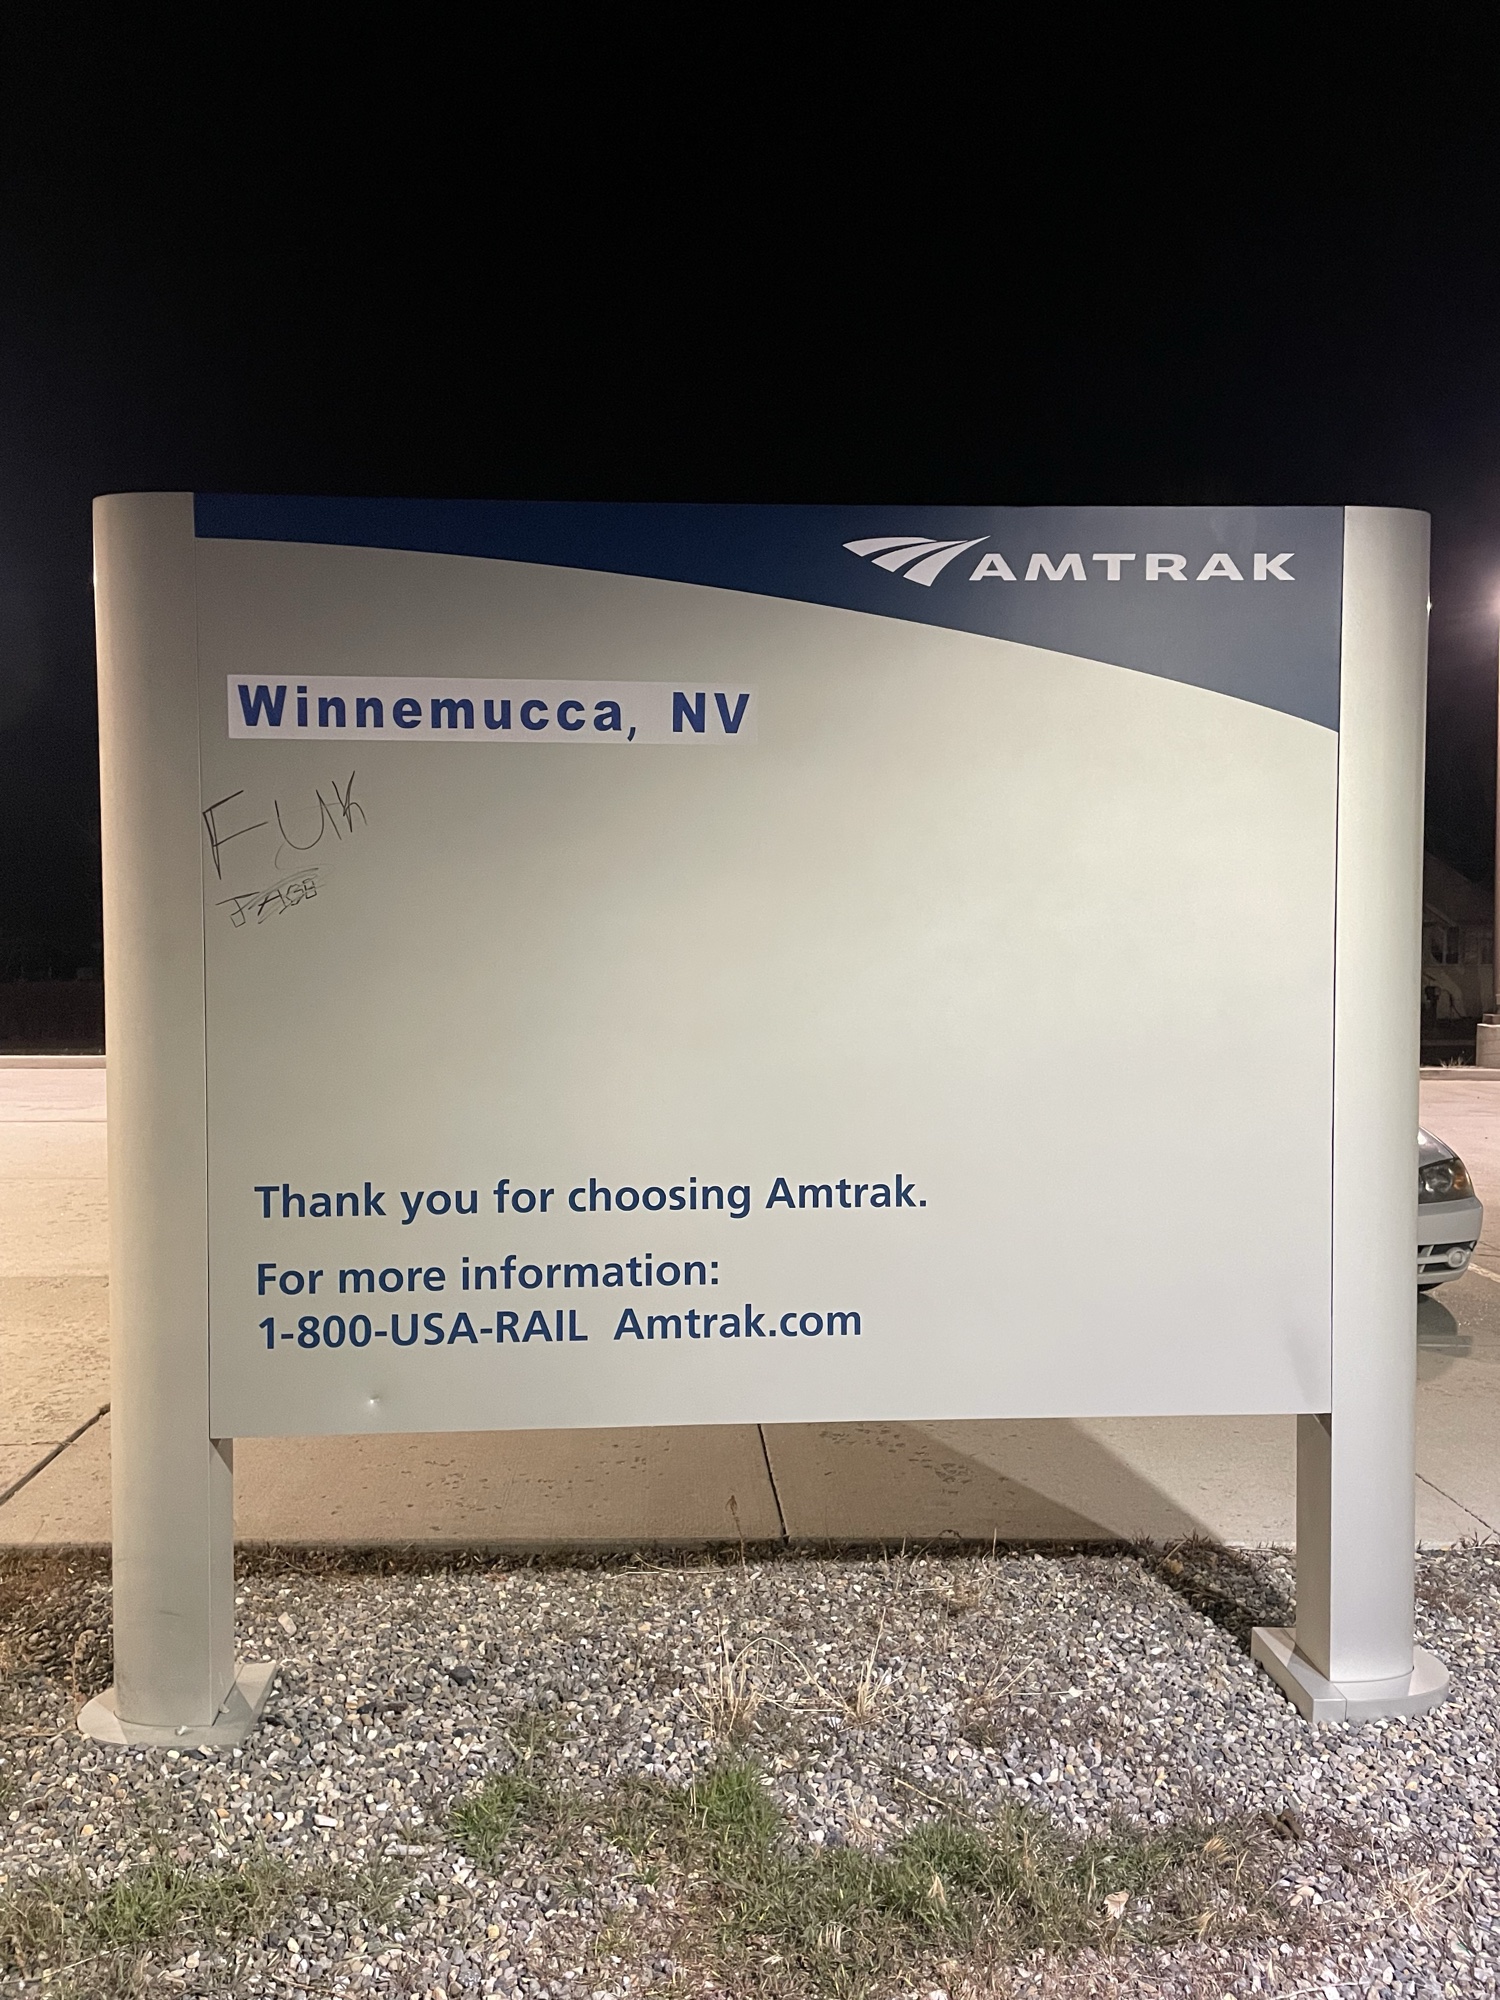 AMTRAK
Winnemucca, NV
FUK
Thank you for choosing Amtrak.
For more information:
1-800-USA-RAIL Amtrak.com